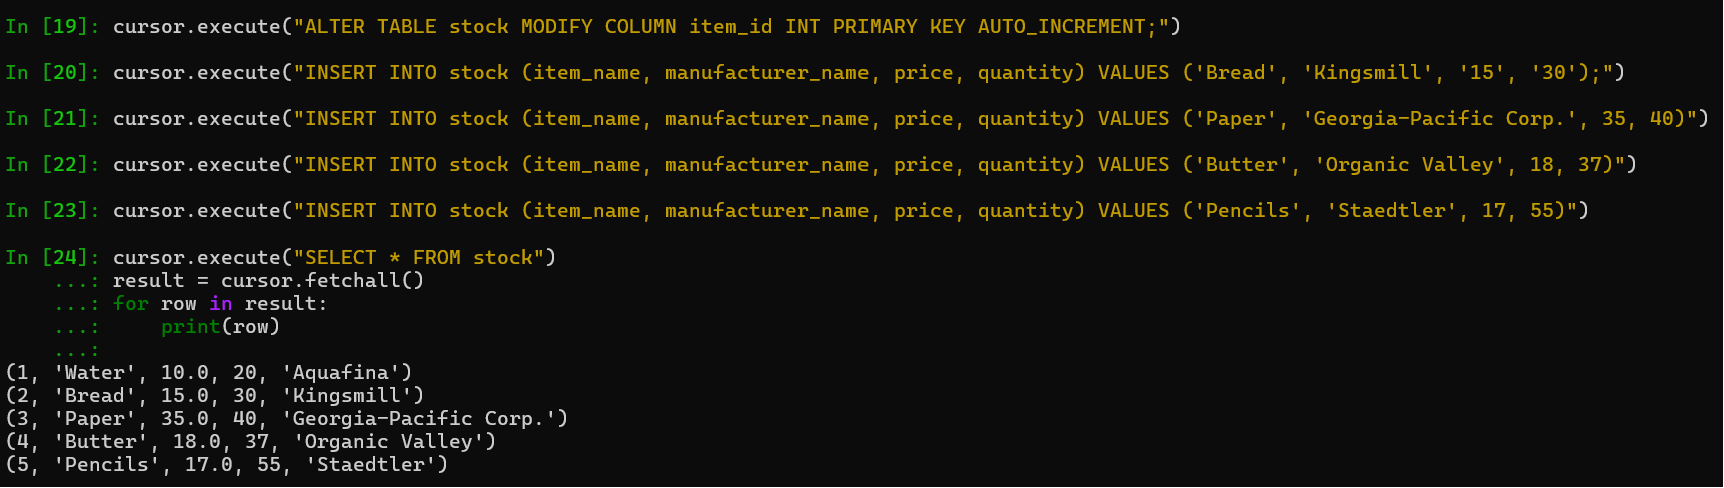 In [19]: cursor.execute("ALTER TABLE stock MODIFY COLUMN item_id INT PRIMARY KEY AUTO_INCREMENT;")
In [20]: cursor.execute("INSERT INTO stock (item_name, manufacturer_name, price, quantity) VALUES ('Bread', 'Kingsmill', '15', '30');")
In [21]: cursor.execute("INSERT INTO stock (item_name, manufacturer_name, price, quantity) VALUES ('Paper', 'Georgia-Pacific Corp.', 35, 40)")
In [22]: cursor.execute("INSERT INTO stock (item_name, manufacturer_name, price, quantity) VALUES ('Butter', 'Organic Valley', 18, 37)")
In [23]: cursor.execute("INSERT INTO stock (item_name, manufacturer_name, price, quantity) VALUES ('Pencils', 'Staedtler', 17, 55)")
In [24]: cursor.execute("SELECT * FROM stock")
    ...: result = cursor.fetchall()
    ...: for row in result:
    ...:     print(row)
    ...:
(1, 'Water', 10.0, 20, 'Aquafina')
(2, 'Bread', 15.0, 30, 'Kingsmill')
(3, 'Paper', 35.0, 40, 'Georgia-Pacific Corp.')
(4, 'Butter', 18.0, 37, 'Organic Valley')
(5, 'Pencils', 17.0, 55, 'Staedtler')